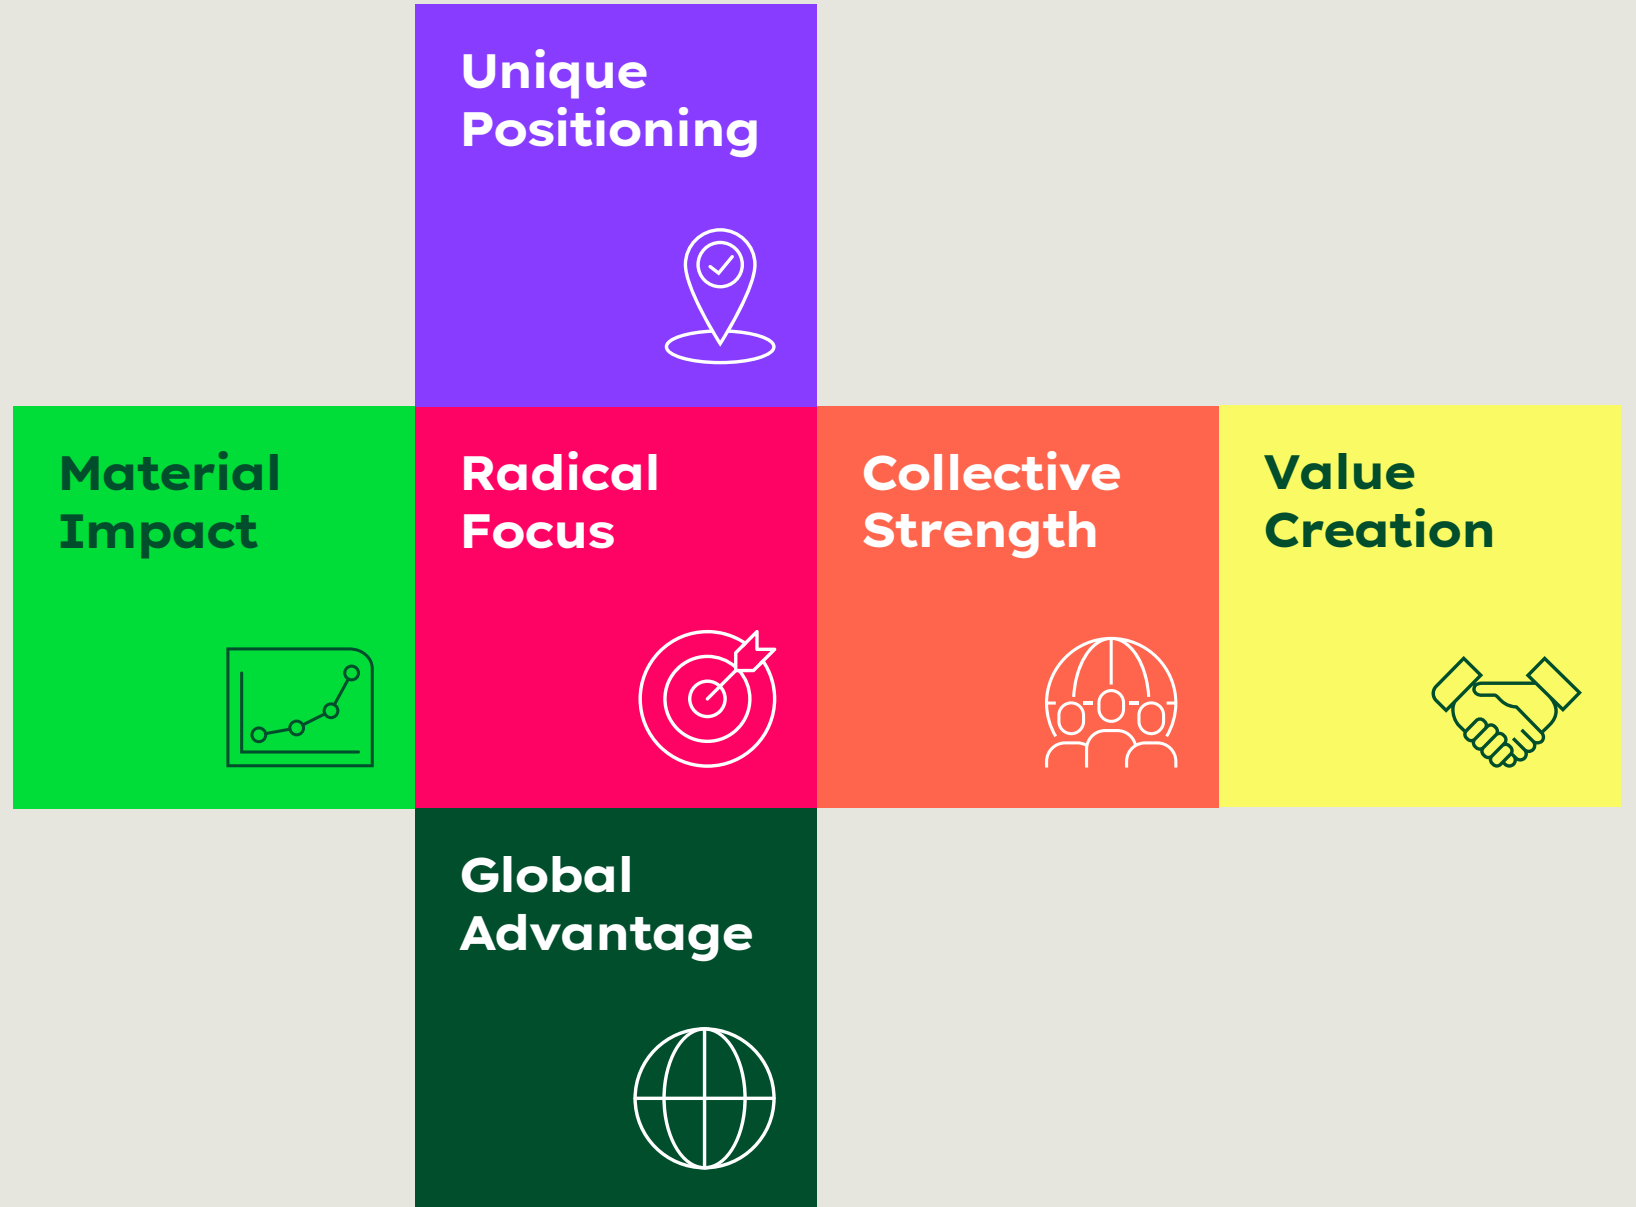 Unique
Positioning
Material
Impact
Radical
Focus
Collective
Strength
Value
Creation
Global
Advantage